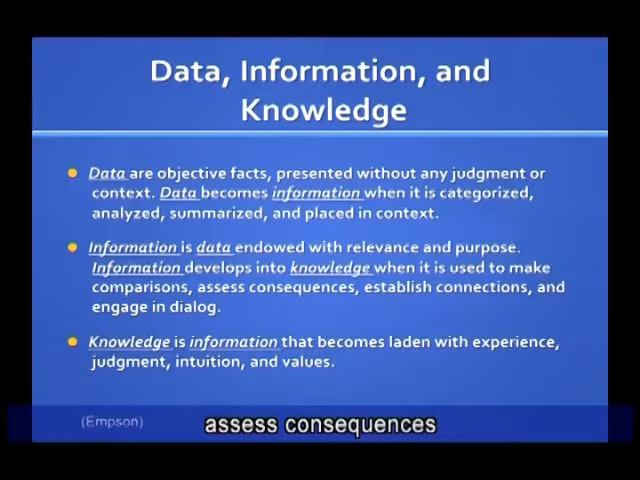 Data, Information, and
Knowledge
Data are objective facts, presented without any judgment or
context. Data becomes information when it is categorized,
analyzed, summarized, and placed in context.
Information is data endowed with relevance and purpose.
Information develops into knowledge when it is used to make
comparisons, assess consequences, establish connections, and
engage in dialog.
Knowledge is information that becomes laden with experience,
judgment, intuition, and values.
(Empson)
assess consequences